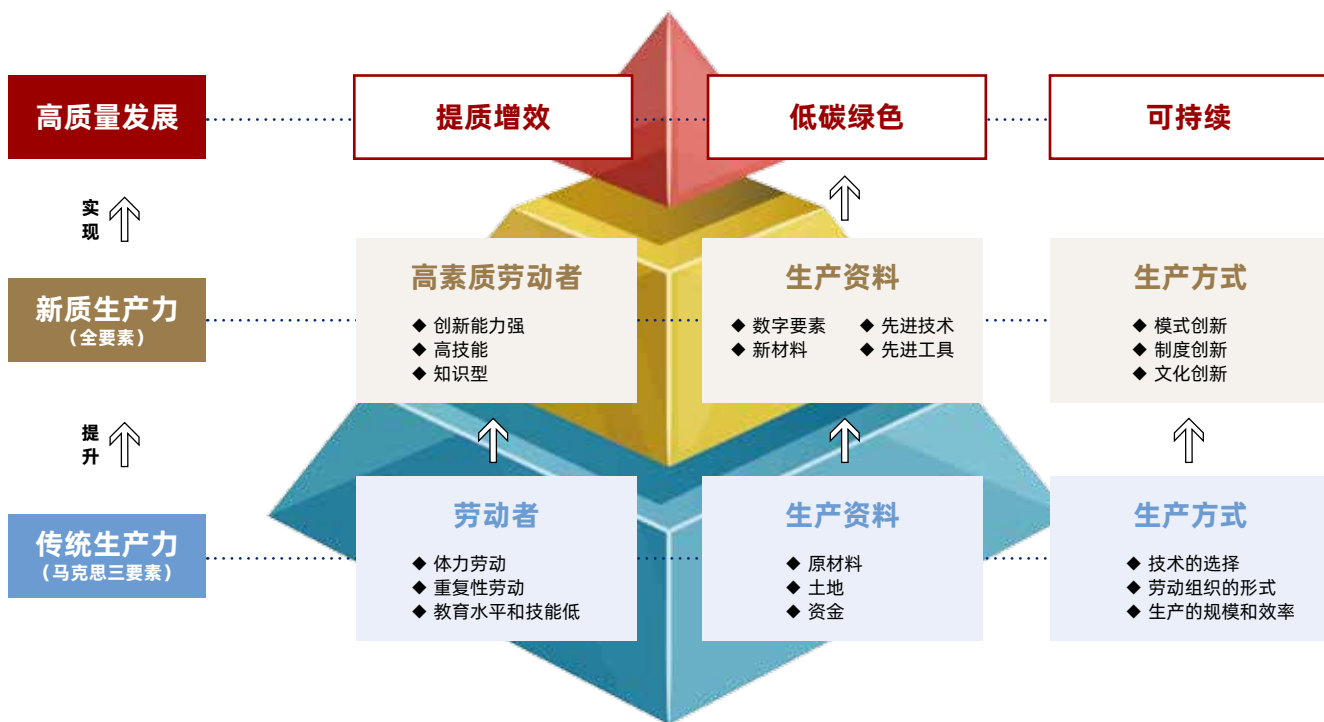 高质量发展
提质增效
低碳绿色
可持续
实现
新质生产力
（全要素）
高素质劳动者
◆ 创新能力强
◆ 高技能
◆ 知识型
生产资料
◆ 数字要素 ◆ 先进技术
◆ 新材料 ◆ 先进工具
生产方式
◆ 模式创新
◆ 制度创新
◆ 文化创新
提升
传统生产力
（马克思三要素）
劳动者
◆ 体力劳动
◆ 重复性劳动
◆ 教育水平和技能低
生产资料
◆ 原材料
◆ 土地
◆ 资金
生产方式
◆ 技术的选择
◆ 劳动组织的形式
◆ 生产的规模和效率